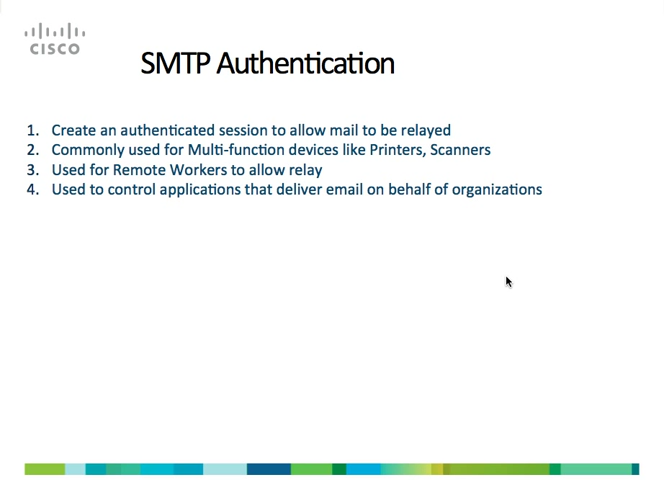 CISCO
SMTP Authentication
1. Create an authenticated session to allow mail to be relayed
2. Commonly used for Multi-function devices like Printers, Scanners
3. Used for Remote Workers to allow relay
4. Used to control applications that deliver email on behalf of organizations